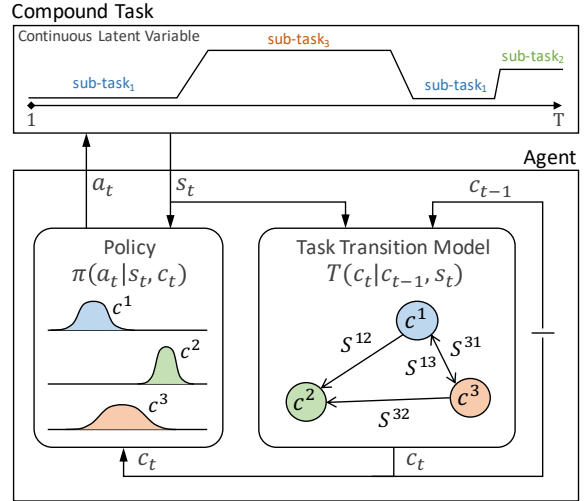 Compound Task
Continuous Latent Variable
sub-task₃
sub-task₂
sub-task₁
sub-task₁
1
T
Agent
aₜ
sₜ
cₜ₋₁
Policy
π(aₜ|sₜ, cₜ)
Task Transition Model
T(cₜ|cₜ₋₁, sₜ)
c¹
c²
c³
c¹
S¹²
S³¹
S¹³
c²
c³
S³²
cₜ
cₜ